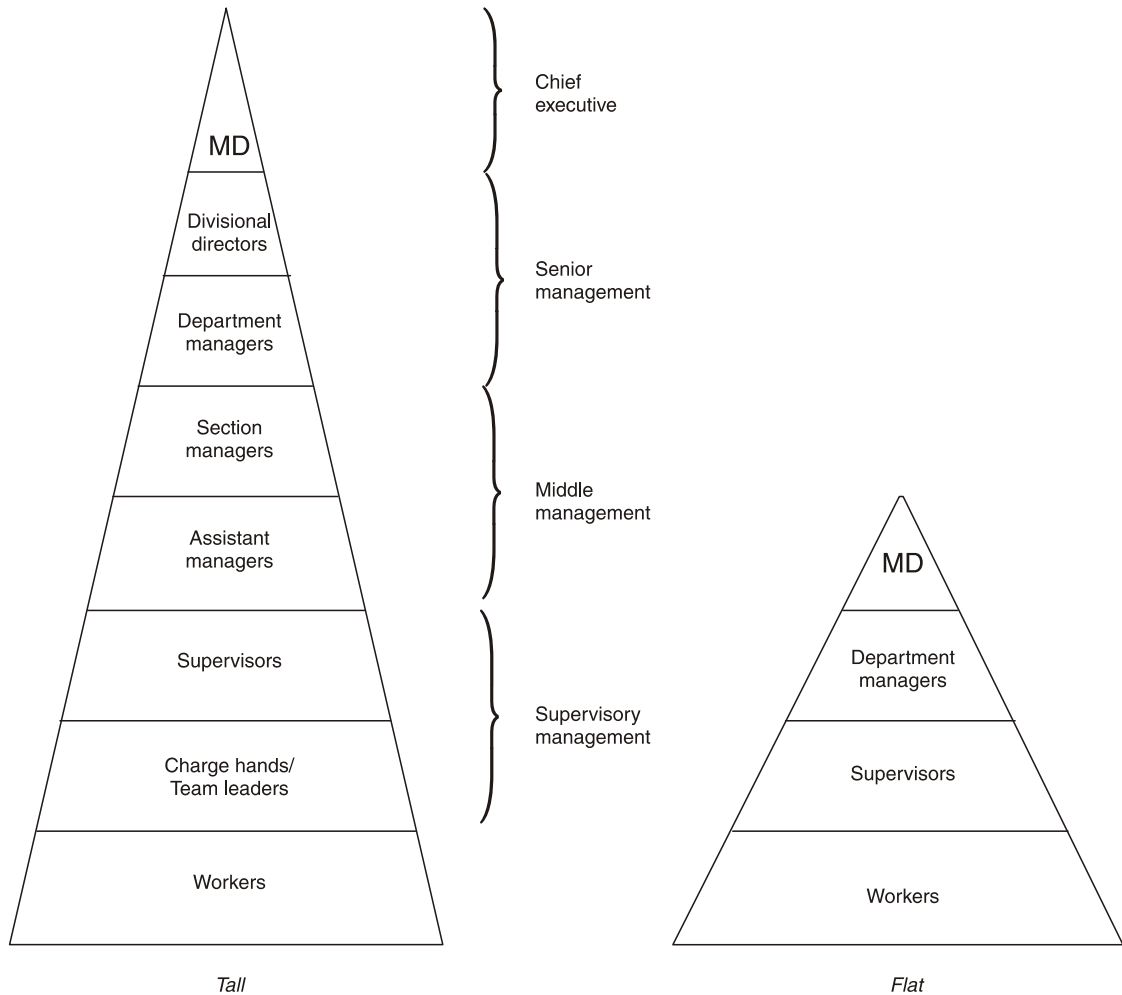 MD
Divisional
directors
Department
managers
Section
managers
Assistant
managers
Supervisors
Charge hands/
Team leaders
Workers
Tall
Chief
executive
Senior
management
Middle
management
Supervisory
management
MD
Department
managers
Supervisors
Workers
Flat